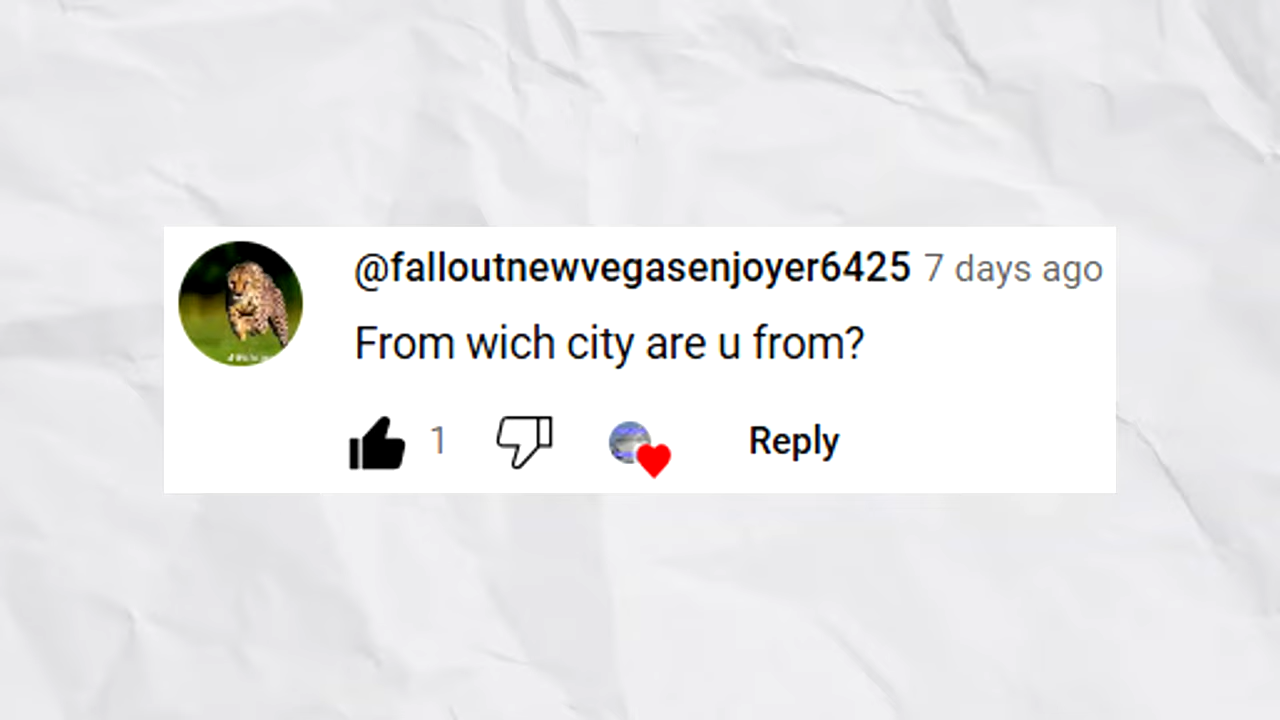 @falloutnewvegasenjoyer6425 7 days ago
From wich city are u from?
1
Reply